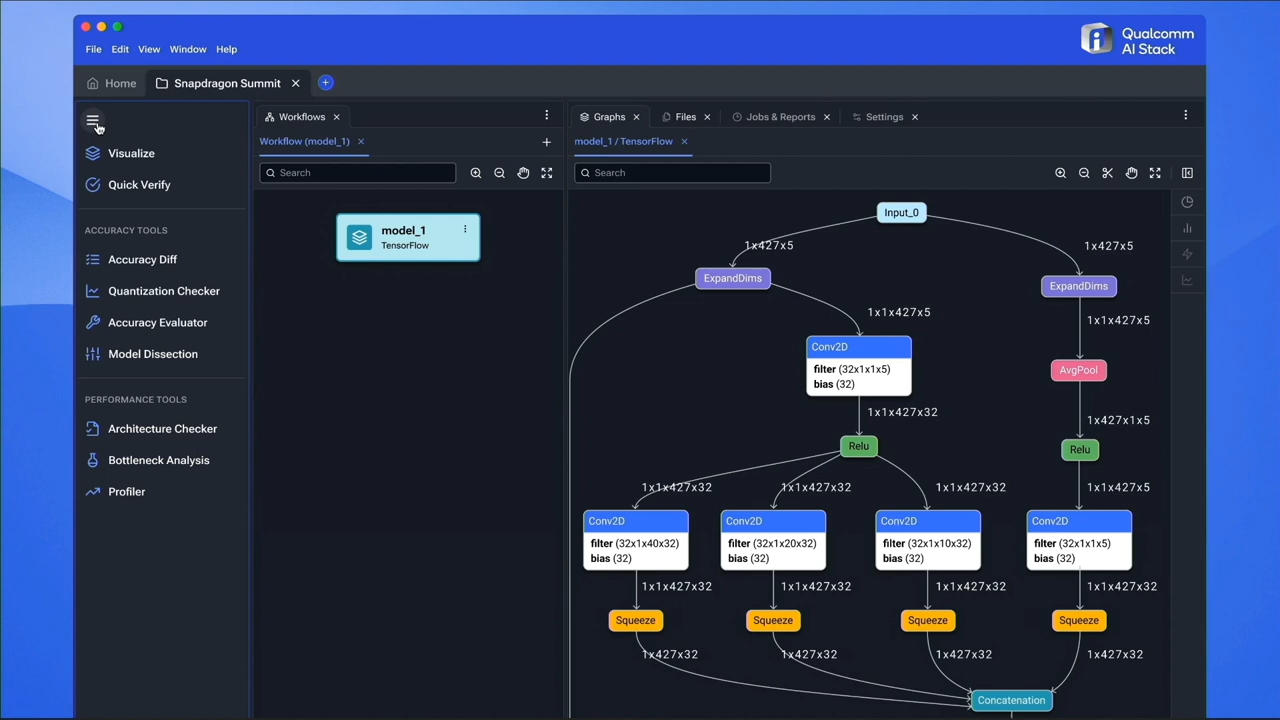 File Edit View Window Help
Qualcomm
AI Stack
Home
Snapdragon Summit
Visualize
Quick Verify
ACCURACY TOOLS
Accuracy Diff
Quantization Checker
Accuracy Evaluator
Model Dissection
PERFORMANCE TOOLS
Architecture Checker
Bottleneck Analysis
Profiler
Workflows
Workflow (model_1)
Search
model_1
TensorFlow
Graphs Files Jobs & Reports Settings
model_1 / TensorFlow
Search
Input_0
1x427x5 1x427x5
ExpandDims ExpandDims
1x1x427x5 1x1x427x5
Conv2D
filter (32x1x1x5)
bias (32)
AvgPool
1x1x427x32 1x427x1x5
Relu Relu
1x1x427x32 1x1x427x32 1x1x427x32 1x1x427x5
Conv2D Conv2D Conv2D Conv2D
filter (32x1x40x32) filter (32x1x20x32) filter (32x1x10x32) filter (32x1x1x5)
bias (32) bias (32) bias (32) bias (32)
1x1x427x32 1x1x427x32 1x1x427x32 1x1x427x32
Squeeze Squeeze Squeeze Squeeze
1x427x32 1x427x32 1x427x32 1x427x32
Concatenation